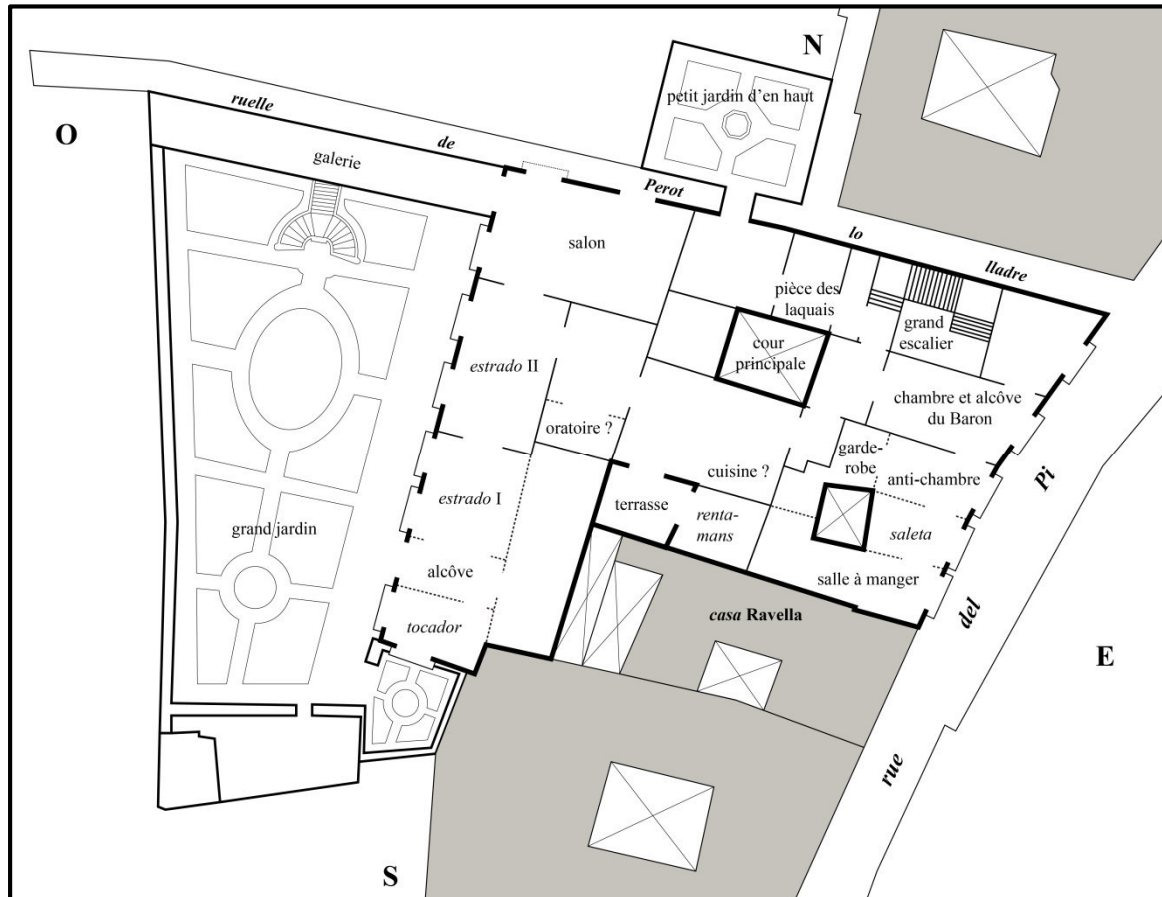 N
petit jardin d'en haut
O
ruelle
de
Perot
lo
lladre
galerie
salon
pièce des
laquais
grand
escalier
cour
principale
estrado II
chambre et alcôve
du Baron
oratoire ?
garde-
robe
cuisine ?
anti-chambre
Pi
estrado I
terrasse
renta-
mans
saleta
grand jardin
alcôve
salle à manger
del
tocador
casa Ravella
E
rue
S